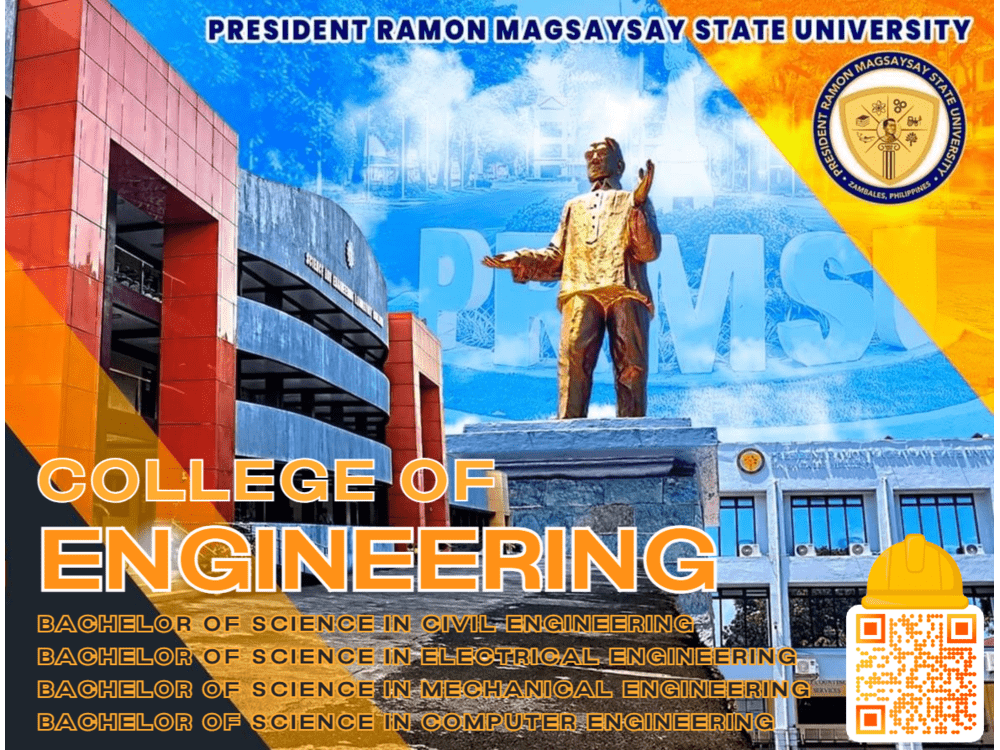 PRESIDENT RAMON MAGSAYSAY STATE UNIVERSITY
PRESIDENT RAMON MAGSAYSAY STATE UNIVERSITY
ZAMBALES, PHILIPPINES
PRMSU
COLLEGE OF
ENGINEERING
BACHELOR OF SCIENCE IN CIVIL ENGINEERING
BACHELOR OF SCIENCE IN ELECTRICAL ENGINEERING
BACHELOR OF SCIENCE IN MECHANICAL ENGINEERING
BACHELOR OF SCIENCE IN COMPUTER ENGINEERING
SERVICES